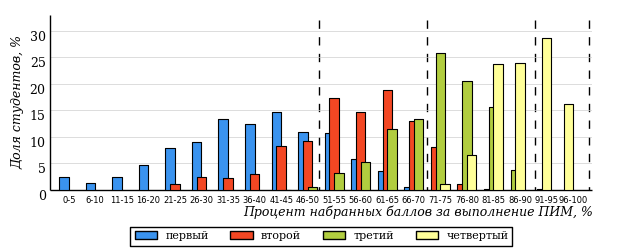 Доля студентов, %
30
25
20
15
10
5
0
0-5 6-10 11-15 16-20 21-25 26-30 31-35 36-40 41-45 46-50 51-55 56-60 61-65 66-70 71-75 76-80 81-85 86-90 91-95 96-100
Процент набранных баллов за выполнение ПИМ, %
первый второй третий четвертый